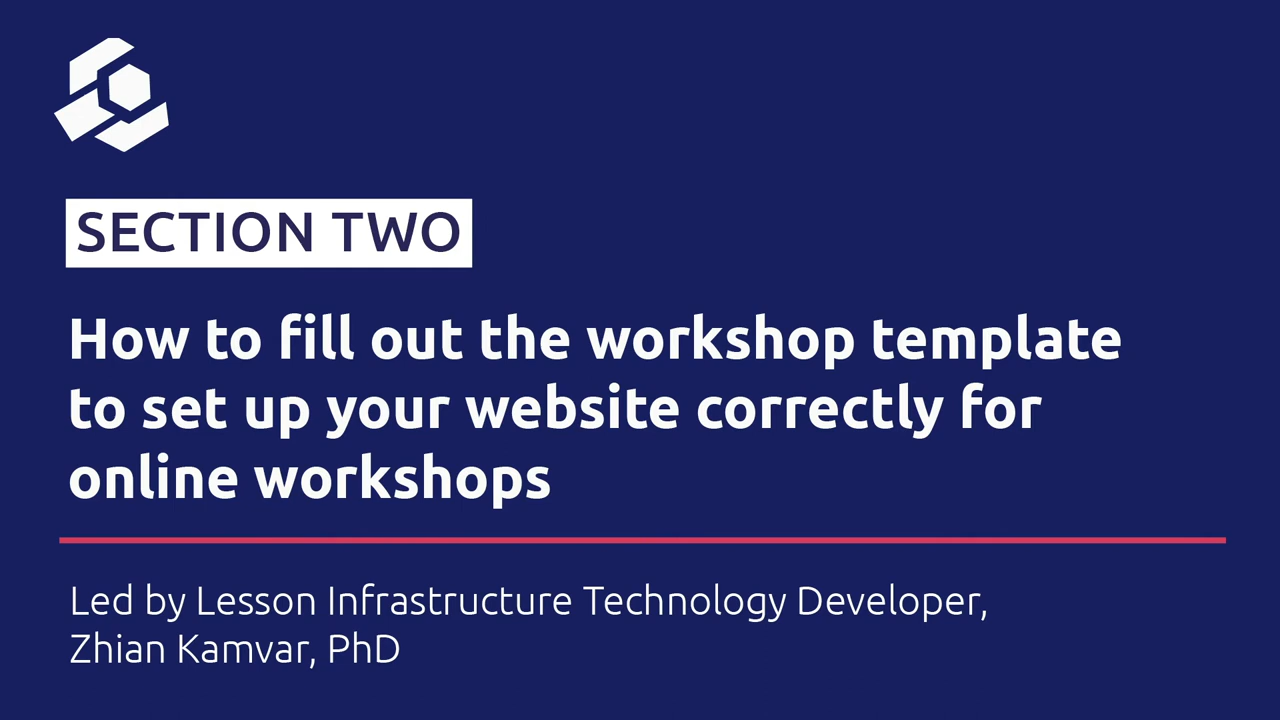 SECTION TWO
How to fill out the workshop template
to set up your website correctly for
online workshops
Led by Lesson Infrastructure Technology Developer,
Zhian Kamvar, PhD